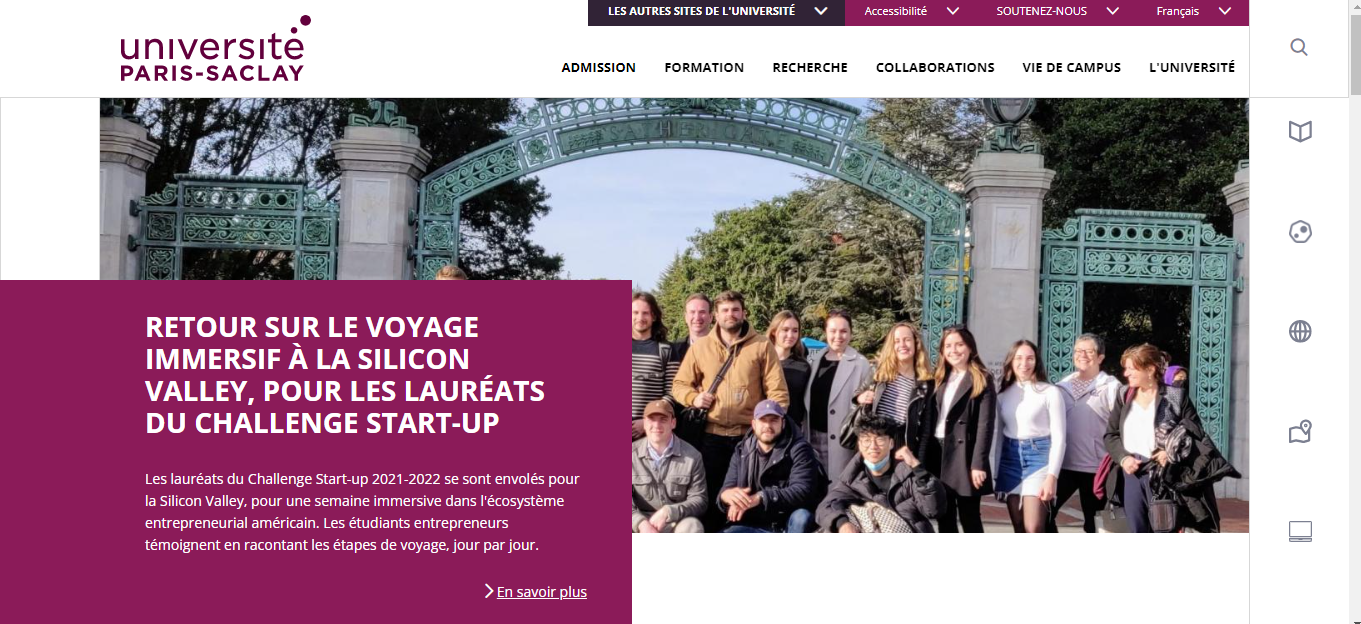 LES AUTRES SITES DE L'UNIVERSITÉ Accessibilité SOUTENEZ-NOUS Français
université
PARIS-SACLAY
ADMISSION FORMATION RECHERCHE COLLABORATIONS VIE DE CAMPUS L'UNIVERSITÉ
SATHER GATE
RETOUR SUR LE VOYAGE
IMMERSIF À LA SILICON
VALLEY, POUR LES LAURÉATS
DU CHALLENGE START-UP
Les lauréats du Challenge Start-up 2021-2022 se sont envolés pour
la Silicon Valley, pour une semaine immersive dans l'écosystème
entrepreneurial américain. Les étudiants entrepreneurs
témoignent en racontant les étapes de voyage, jour par jour.
En savoir plus